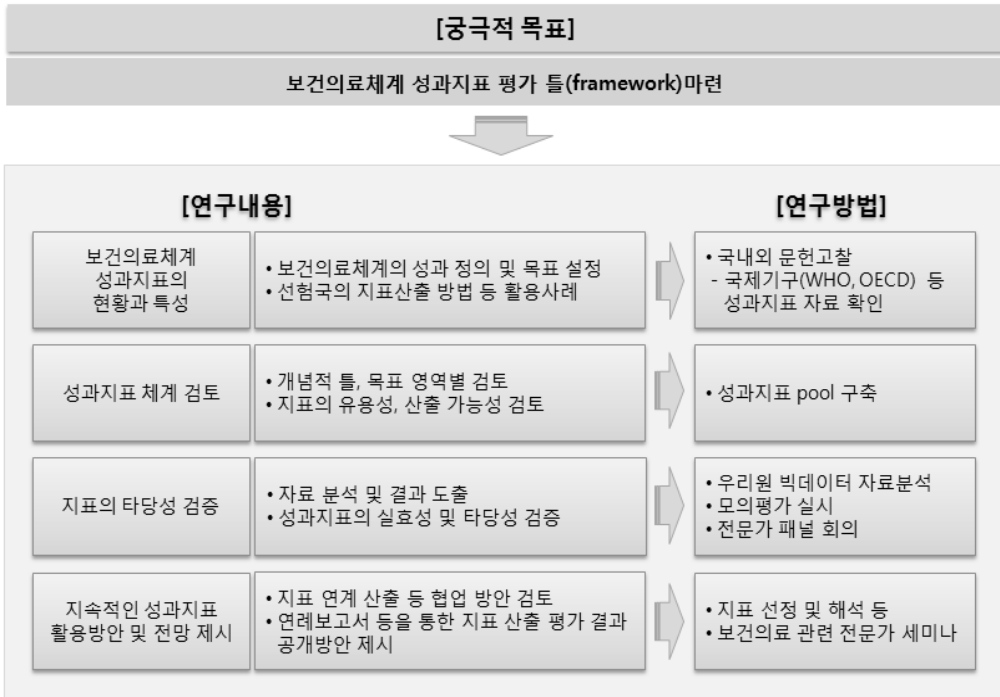 [궁극적 목표]
보건의료체계 성과지표 평가 틀(framework)마련
[연구내용]
[연구방법]
보건의료체계
성과지표의
현황과 특성
• 보건의료체계의 성과 정의 및 목표 설정
• 선험국의 지표산출 방법 등 활용사례
• 국내외 문헌고찰
- 국제기구(WHO, OECD) 등
성과지표 자료 확인
성과지표 체계 검토
• 개념적 틀, 목표 영역별 검토
• 지표의 유용성, 산출 가능성 검토
• 성과지표 pool 구축
지표의 타당성 검증
• 자료 분석 및 결과 도출
• 성과지표의 실효성 및 타당성 검증
• 우리원 빅데이터 자료분석
• 모의평가 실시
• 전문가 패널 회의
지속적인 성과지표
활용방안 및 전망 제시
• 지표 연계 산출 등 협업 방안 검토
• 연례보고서 등을 통한 지표 산출 평가 결과
공개방안 제시
• 지표 선정 및 해석 등
• 보건의료 관련 전문가 세미나